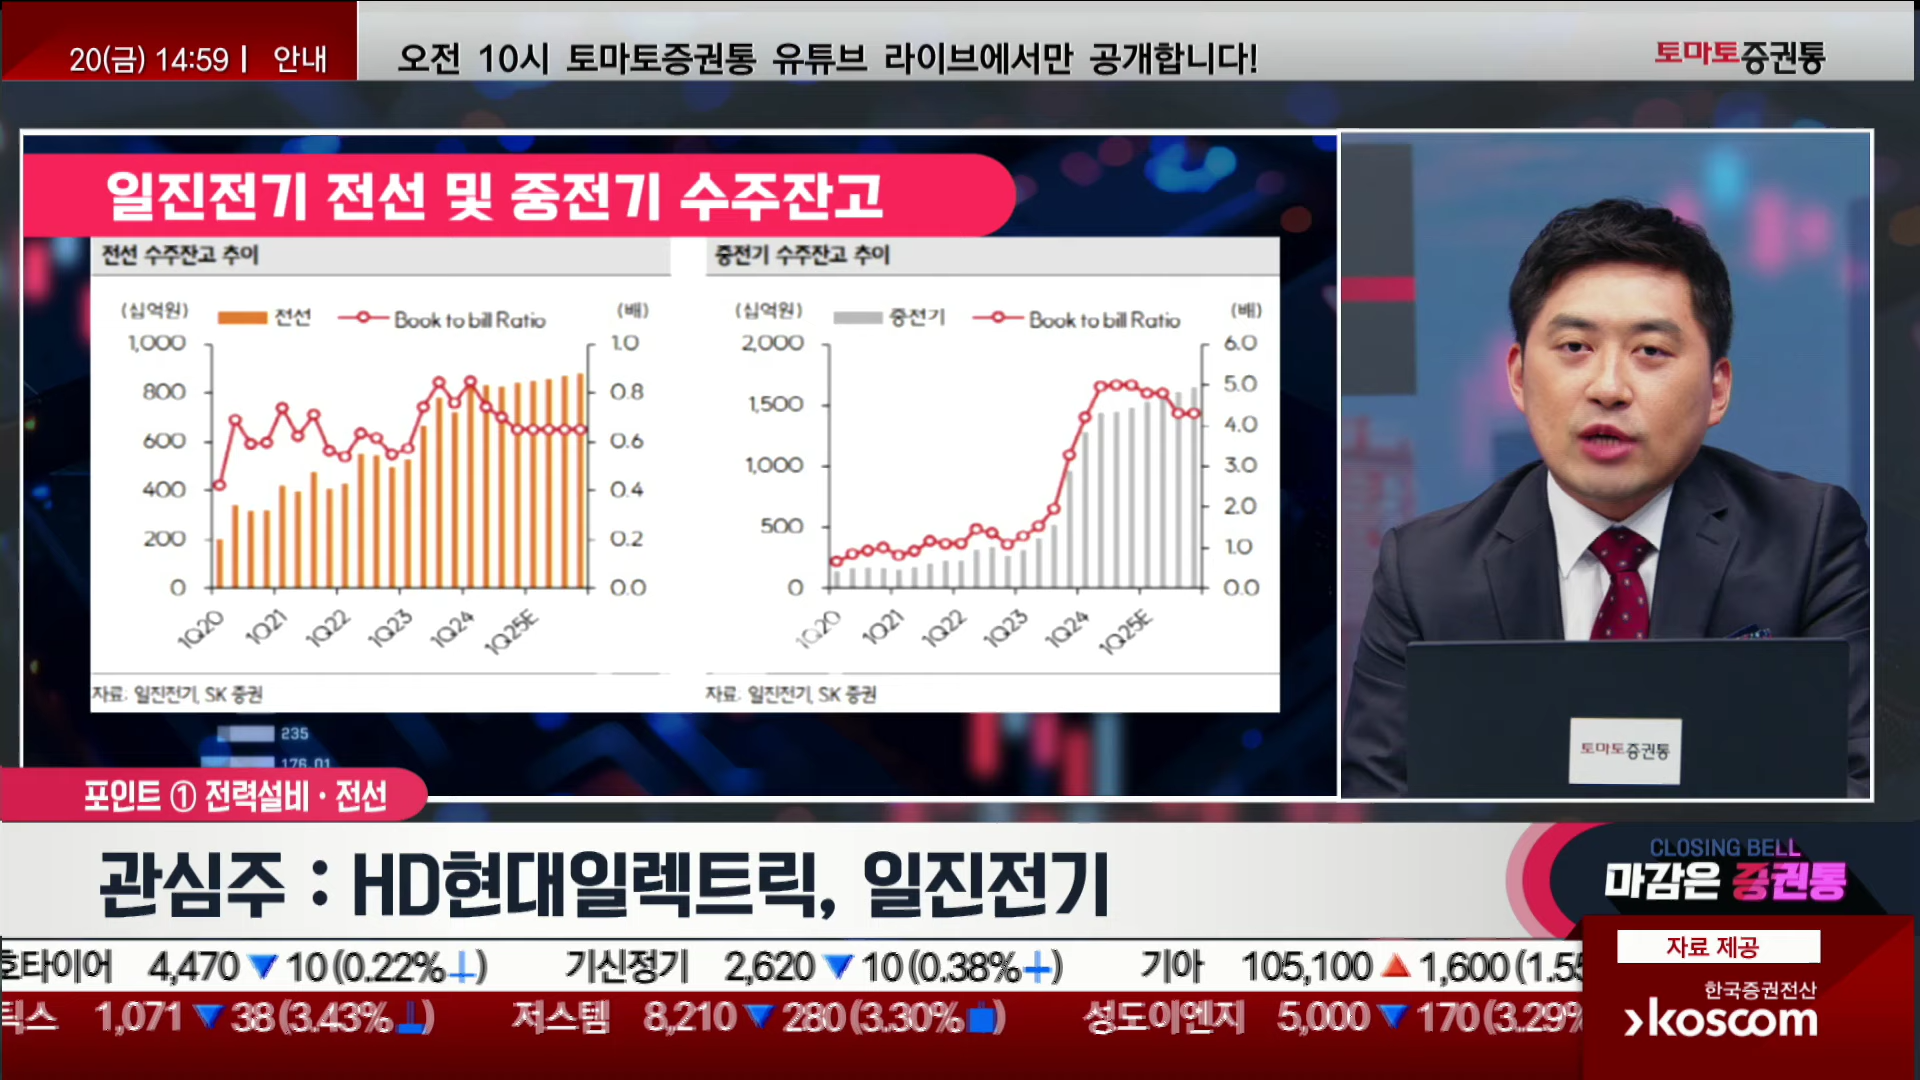 20(금) 14:59 | 안내
오전 10시 토마토증권통 유튜브 라이브에서만 공개합니다!
토마토증권통
일진전기 전선 및 중전기 수주잔고
전선 수주잔고 추이
(십억원) 전선 Book to bill Ratio (배)
1,000 1.0
800 0.8
600 0.6
400 0.4
200 0.2
0 0.0
1Q20 1Q21 1Q22 1Q23 1Q24 1Q25E
자료: 일진전기, SK 증권
중전기 수주잔고 추이
(십억원) 중전기 Book to bill Ratio (배)
2,000 6.0
5.0
1,500
4.0
1,000 3.0
2.0
500
1.0
0 0.0
1Q20 1Q21 1Q22 1Q23 1Q24 1Q25E
자료: 일진전기, SK 증권
235
176.01
토마토증권통
포인트 ① 전력설비·전선
관심주 : HD현대일렉트릭, 일진전기
CLOSING BELL
마감은 증권통
호타이어 4,470 ▼ 10 (0.22%↓) 기신정기 2,620 ▼ 10 (0.38%) 기아 105,100 ▲ 1,600 (1.55
틱스 1,071 ▼ 38 (3.43%) 저스템 8,210 ▼ 280 (3.30%) 성도이엔지 5,000 ▼ 170 (3.29%
자료 제공
한국증권전산
koscom